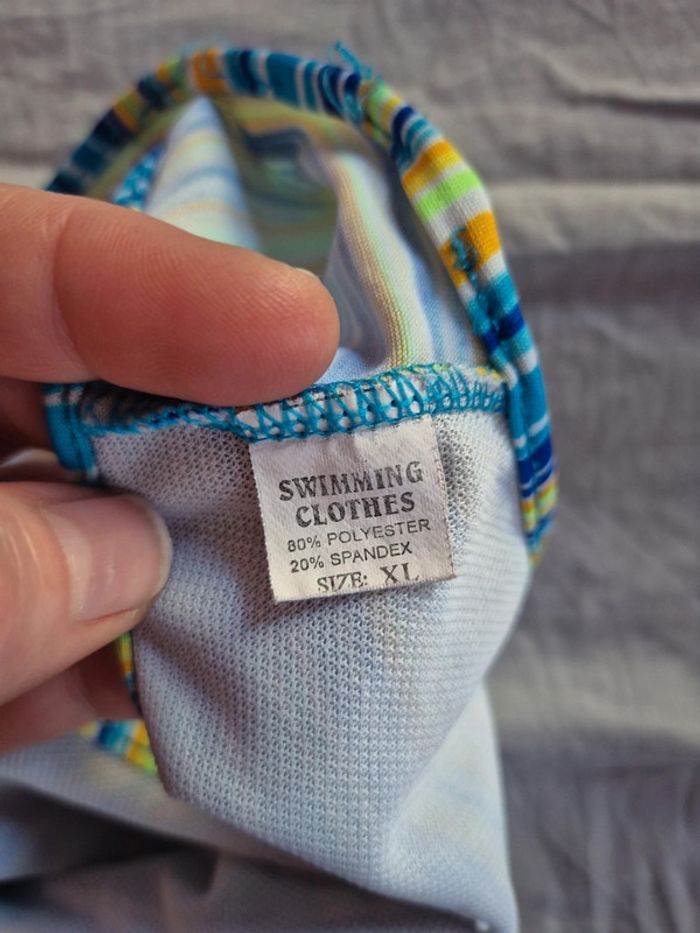 SWIMMING
CLOTHES
80% POLYESTER
20% SPANDEX
SIZE: XL